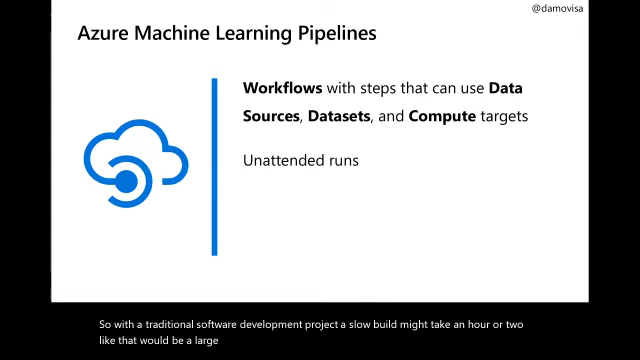 @damovisa
Azure Machine Learning Pipelines
Workflows with steps that can use Data
Sources, Datasets, and Compute targets
Unattended runs
So with a traditional software development project a slow build might take an hour or two
like that would be a large